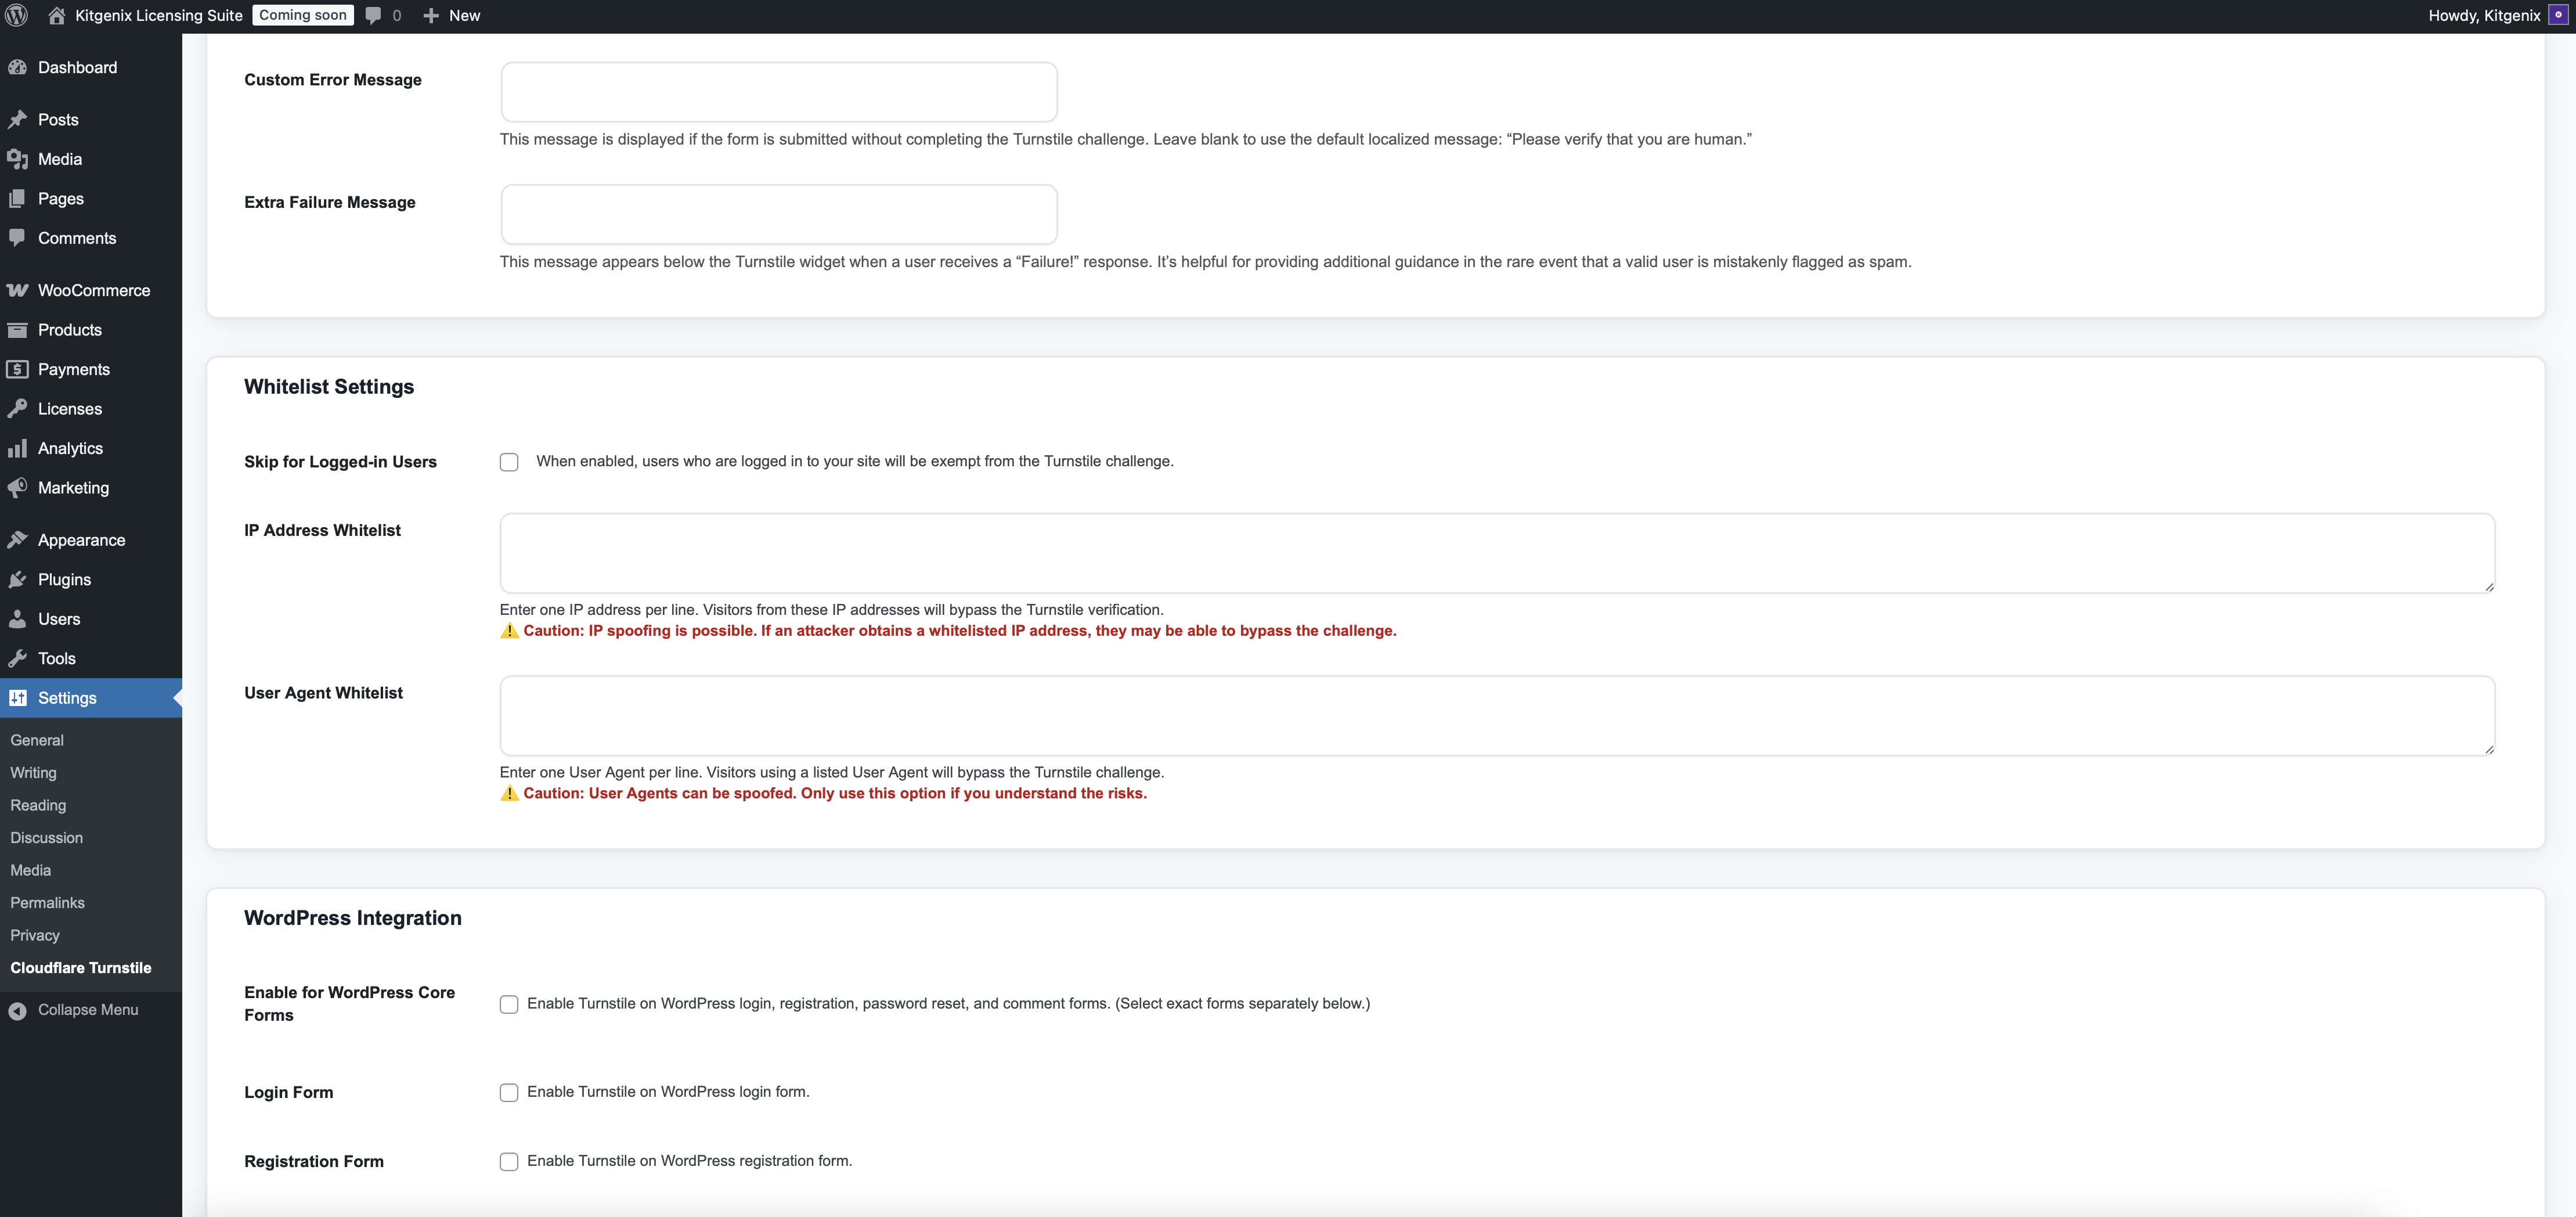 Kitgenix Licensing Suite
Coming soon
0
New
Howdy, Kitgenix
Dashboard
Posts
Media
Pages
Comments
WooCommerce
Products
Payments
Licenses
Analytics
Marketing
Appearance
Plugins
Users
Tools
Settings
General
Writing
Reading
Discussion
Media
Permalinks
Privacy
Cloudflare Turnstile
Collapse Menu
Custom Error Message
This message is displayed if the form is submitted without completing the Turnstile challenge. Leave blank to use the default localized message: “Please verify that you are human.”
Extra Failure Message
This message appears below the Turnstile widget when a user receives a “Failure!” response. It’s helpful for providing additional guidance in the rare event that a valid user is mistakenly flagged as spam.
Whitelist Settings
Skip for Logged-in Users
When enabled, users who are logged in to your site will be exempt from the Turnstile challenge.
IP Address Whitelist
Enter one IP address per line. Visitors from these IP addresses will bypass the Turnstile verification.
⚠️ Caution: IP spoofing is possible. If an attacker obtains a whitelisted IP address, they may be able to bypass the challenge.
User Agent Whitelist
Enter one User Agent per line. Visitors using a listed User Agent will bypass the Turnstile challenge.
⚠️ Caution: User Agents can be spoofed. Only use this option if you understand the risks.
WordPress Integration
Enable for WordPress Core
Forms
Enable Turnstile on WordPress login, registration, password reset, and comment forms. (Select exact forms separately below.)
Login Form
Enable Turnstile on WordPress login form.
Registration Form
Enable Turnstile on WordPress registration form.